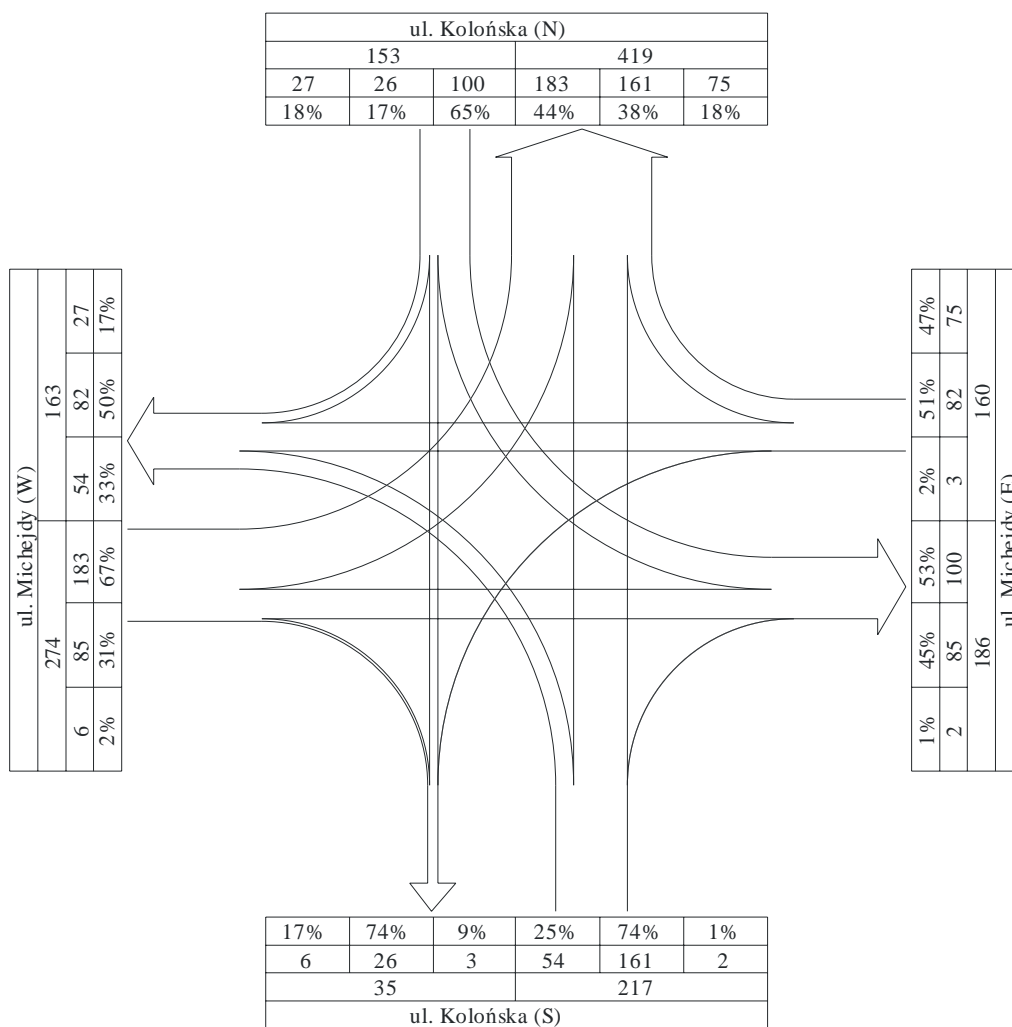 ul. Kolońska (N)
153 419
27 26 100 183 161 75
18% 17% 65% 44% 38% 18%
ul. Michejdy (W)
163 274
27 82 54 183 85 6
17% 50% 33% 67% 31% 2%
47% 51% 2% 53% 45% 1%
75 82 3 100 85 2
160 186
ul. Michejdy (E)
17% 74% 9% 25% 74% 1%
6 26 3 54 161 2
35 217
ul. Kolońska (S)